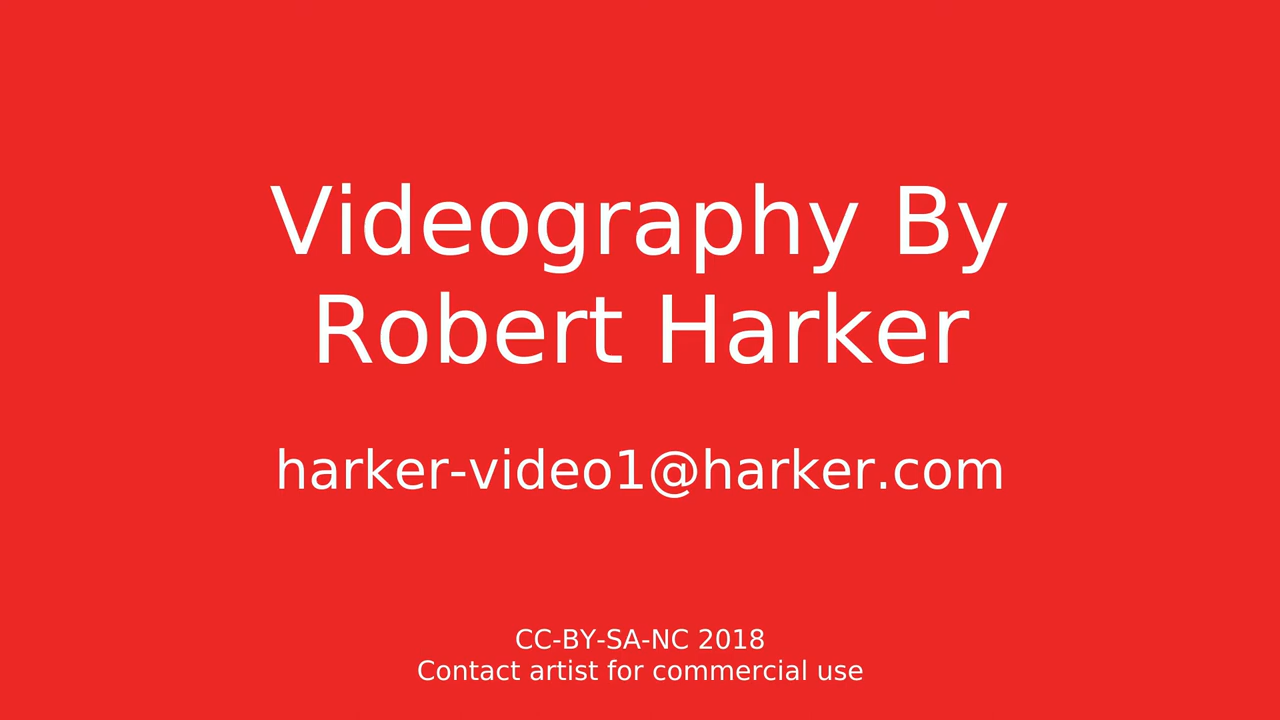 Videography By
Robert Harker
harker-video1@harker.com
CC-BY-SA-NC 2018
Contact artist for commercial use